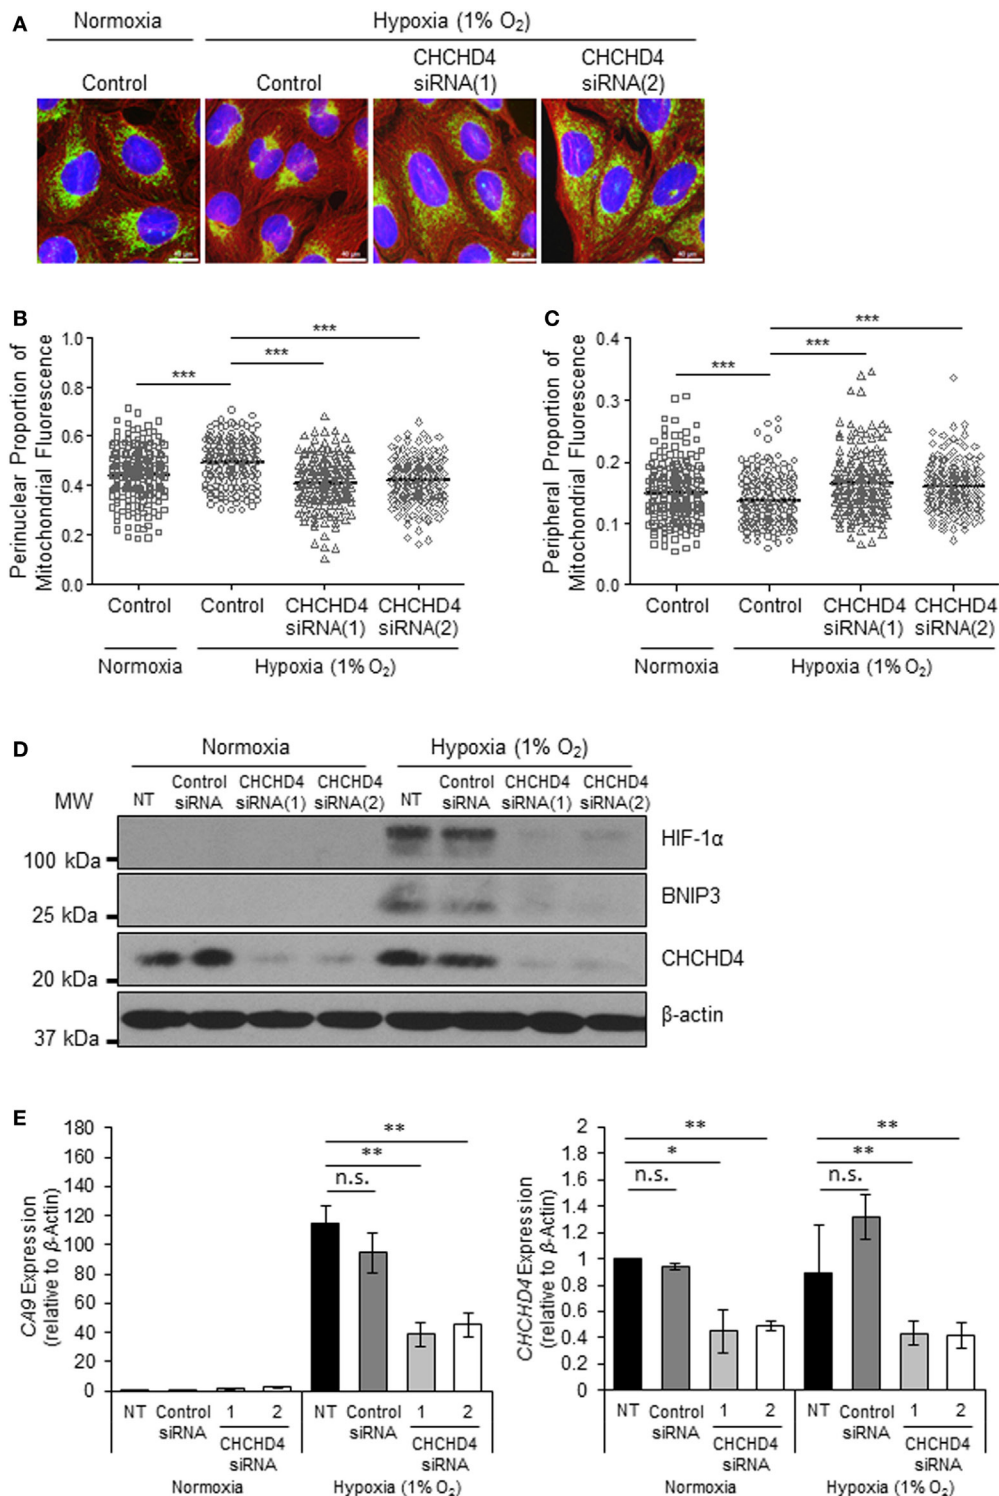 A
Normoxia
Hypoxia (1% O₂)
Control
Control
CHCHD4
siRNA(1)
CHCHD4
siRNA(2)
40 µm
40 µm
40 µm
40 µm
B
Perinuclear Proportion of
Mitochondrial Fluorescence
1.0
0.8
0.6
0.4
0.2
0.0
***
***
***
Control
Control
CHCHD4
siRNA(1)
CHCHD4
siRNA(2)
Normoxia
Hypoxia (1% O₂)
C
Peripheral Proportion of
Mitochondrial Fluorescence
0.4
0.3
0.2
0.1
0.0
***
***
***
Control
Control
CHCHD4
siRNA(1)
CHCHD4
siRNA(2)
Normoxia
Hypoxia (1% O₂)
D
Normoxia
Hypoxia (1% O₂)
MW
NT
Control
siRNA
CHCHD4
siRNA(1)
CHCHD4
siRNA(2)
NT
Control
siRNA
CHCHD4
siRNA(1)
CHCHD4
siRNA(2)
100 kDa
HIF-1α
25 kDa
BNIP3
20 kDa
CHCHD4
37 kDa
β-actin
E
CA9 Expression
(relative to β-Actin)
180
160
140
120
100
80
60
40
20
0
**
**
n.s.
NT
Control
siRNA
1
2
CHCHD4
siRNA
NT
Control
siRNA
1
2
CHCHD4
siRNA
Normoxia
Hypoxia (1% O₂)
CHCHD4 Expression
(relative to β-Actin)
2
1.8
1.6
1.4
1.2
1
0.8
0.6
0.4
0.2
0
**
*
n.s.
**
**
n.s.
NT
Control
siRNA
1
2
CHCHD4
siRNA
NT
Control
siRNA
1
2
CHCHD4
siRNA
Normoxia
Hypoxia (1% O₂)